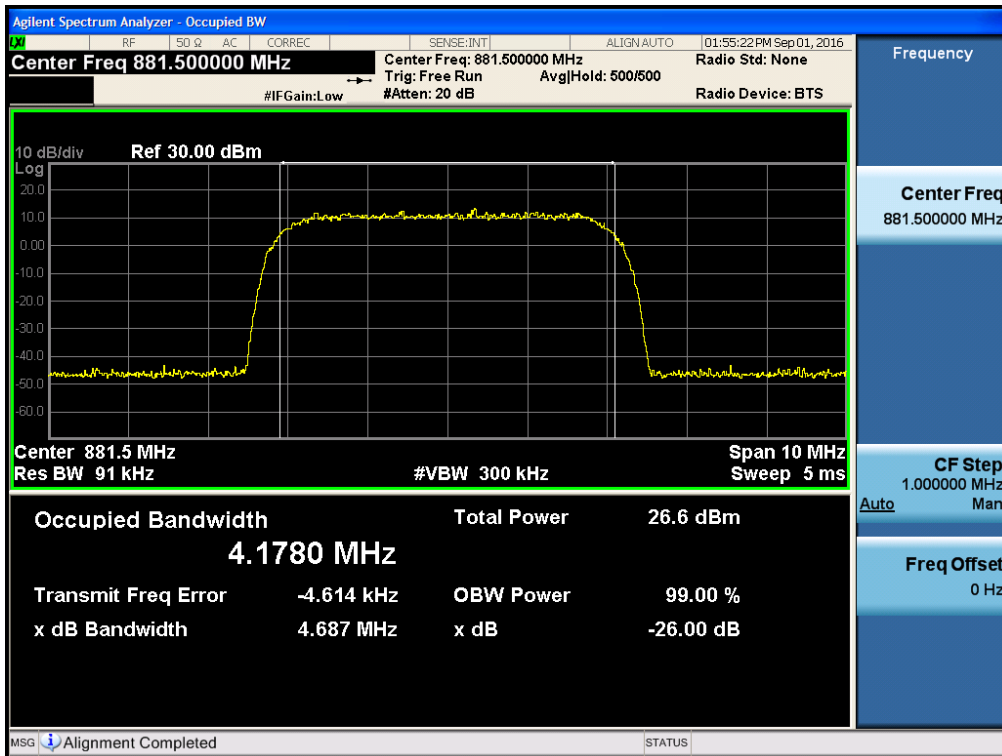 Agilent Spectrum Analyzer - Occupied BW
LXI RF 50 Ω AC CORREC SENSE:INT ALIGN AUTO 01:55:22 PM Sep 01, 2016
Center Freq 881.500000 MHz
Center Freq: 881.500000 MHz
Radio Std: None
Trig: Free Run Avg|Hold: 500/500
#IFGain:Low
#Atten: 20 dB
Radio Device: BTS
10 dB/div Ref 30.00 dBm
Log
20.0
10.0
0.00
-10.0
-20.0
-30.0
-40.0
-50.0
-60.0
Center 881.5 MHz Span 10 MHz
Res BW 91 kHz #VBW 300 kHz Sweep 5 ms
Occupied Bandwidth Total Power 26.6 dBm
4.1780 MHz
Transmit Freq Error -4.614 kHz OBW Power 99.00 %
x dB Bandwidth 4.687 MHz x dB -26.00 dB
MSG Alignment Completed STATUS
Frequency
Center Freq
881.500000 MHz
CF Step
1.000000 MHz
Auto Man
Freq Offset
0 Hz